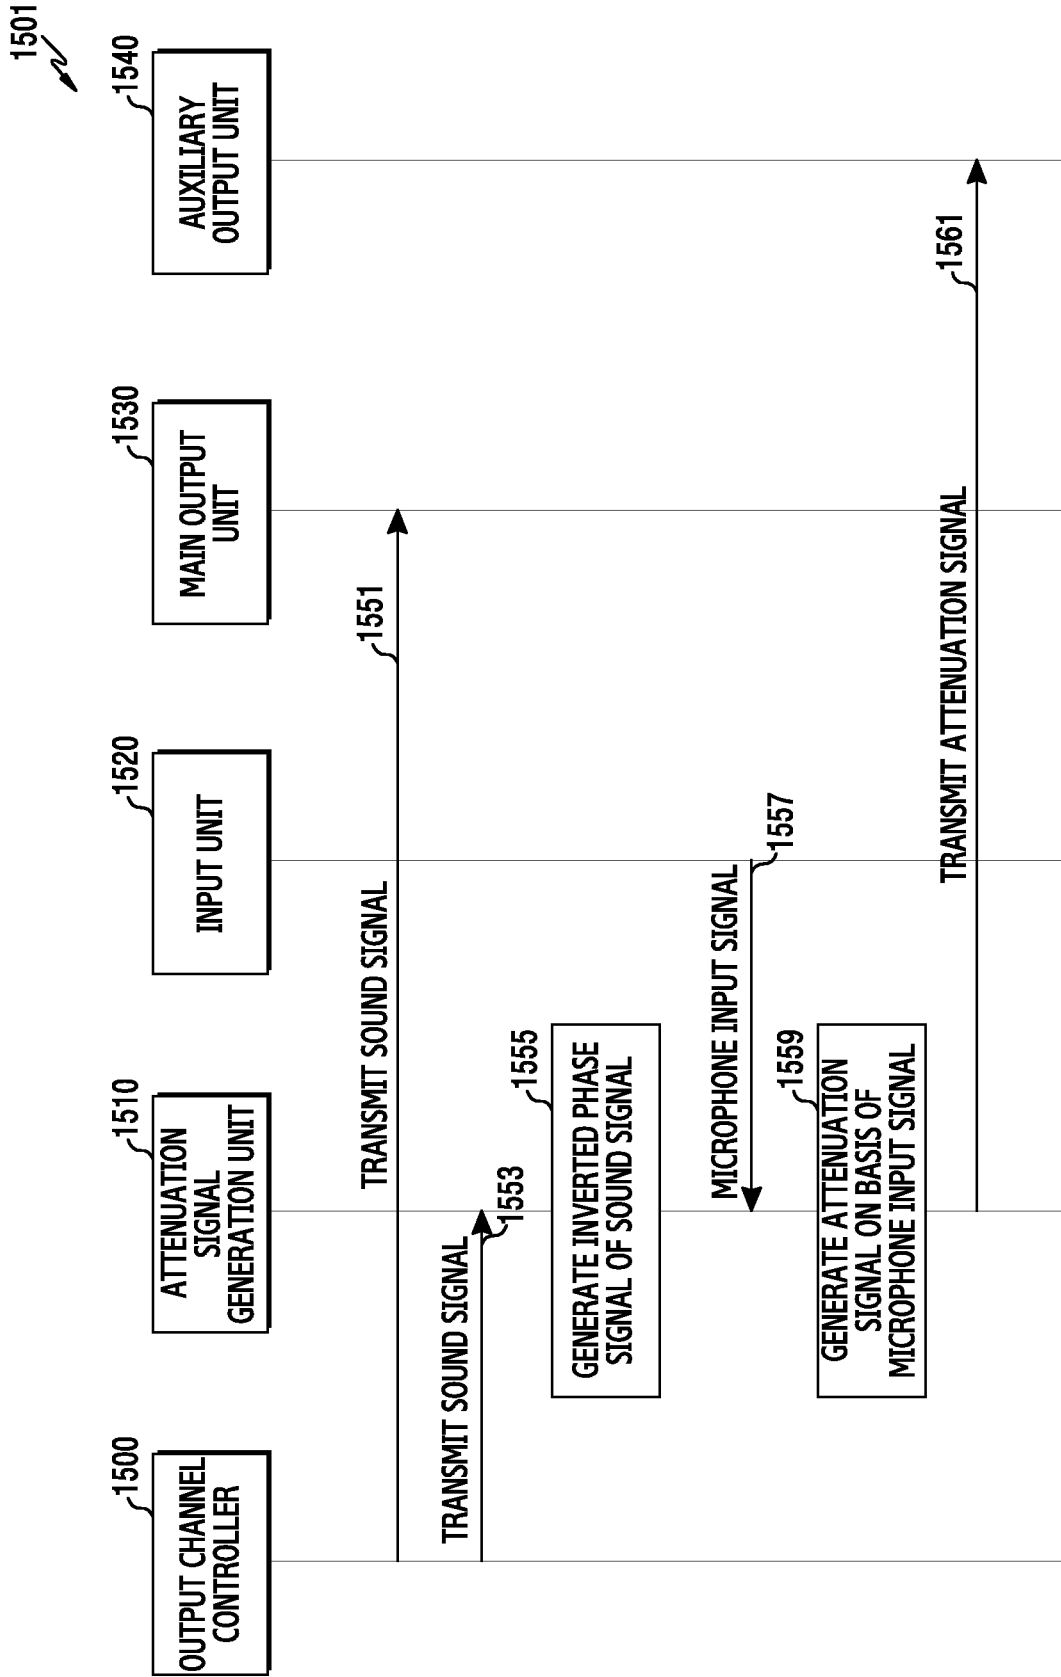 1501
1500
OUTPUT CHANNEL
CONTROLLER
1510
ATTENUATION
SIGNAL
GENERATION UNIT
1520
INPUT UNIT
1530
MAIN OUTPUT
UNIT
1540
AUXILIARY
OUTPUT UNIT
TRANSMIT SOUND SIGNAL
1551
TRANSMIT SOUND SIGNAL
1553
1555
GENERATE INVERTED PHASE
SIGNAL OF SOUND SIGNAL
MICROPHONE INPUT SIGNAL
1557
1559
GENERATE ATTENUATION
SIGNAL ON BASIS OF
MICROPHONE INPUT SIGNAL
TRANSMIT ATTENUATION SIGNAL
1561